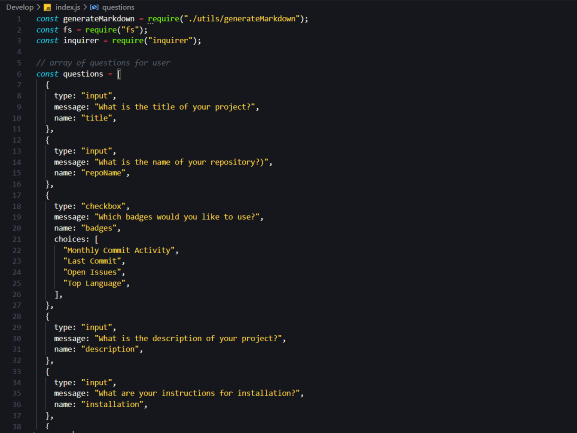 Develop > index.js > questions
1 const generateMarkdown = require("./utils/generateMarkdown");
2 const fs = require("fs");
3 const inquirer = require("inquirer");
4
5 // array of questions for user
6 const questions = [
7 {
8 type: "input",
9 message: "What is the title of your project?",
10 name: "title",
11 },
12 {
13 type: "input",
14 message: "What is the name of your repository?)",
15 name: "repoName",
16 },
17 {
18 type: "checkbox",
19 message: "Which badges would you like to use?",
20 name: "badges",
21 choices: [
22 "Monthly Commit Activity",
23 "Last Commit",
24 "Open Issues",
25 "Top Language",
26 ],
27 },
28 {
29 type: "input",
30 message: "What is the description of your project?",
31 name: "description",
32 },
33 {
34 type: "input",
35 message: "What are your instructions for installation?",
36 name: "installation",
37 },
38 {